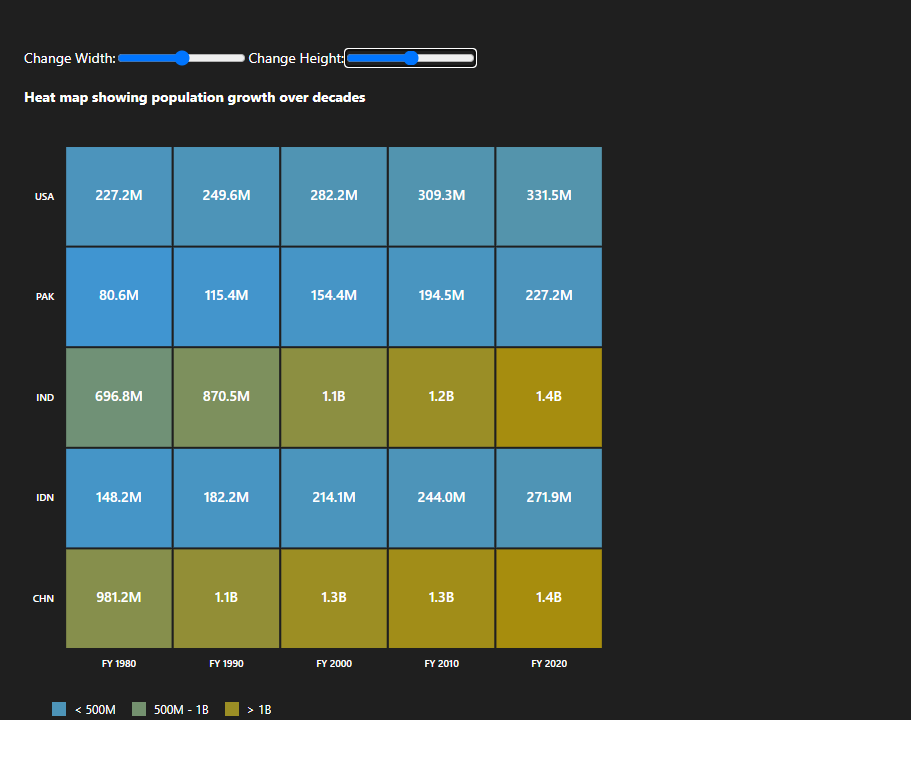 Change Width: Change Height:
Heat map showing population growth over decades
USA 227.2M 249.6M 282.2M 309.3M 331.5M
PAK 80.6M 115.4M 154.4M 194.5M 227.2M
IND 696.8M 870.5M 1.1B 1.2B 1.4B
IDN 148.2M 182.2M 214.1M 244.0M 271.9M
CHN 981.2M 1.1B 1.3B 1.3B 1.4B
FY 1980 FY 1990 FY 2000 FY 2010 FY 2020
< 500M 500M - 1B > 1B